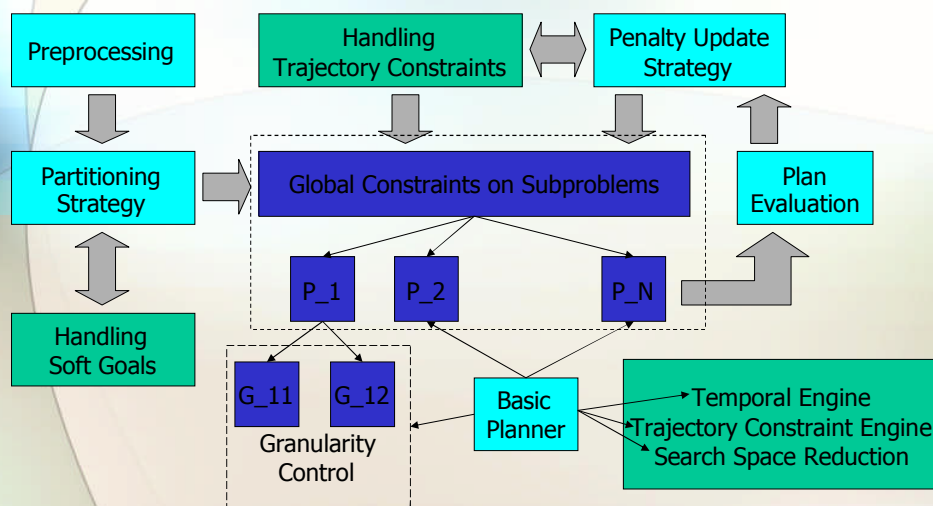 Preprocessing
Handling
Trajectory Constraints
Penalty Update
Strategy
Partitioning
Strategy
Global Constraints on Subproblems
Plan
Evaluation
P_1
P_2
P_N
Handling
Soft Goals
G_11
G_12
Granularity
Control
Basic
Planner
Temporal Engine
Trajectory Constraint Engine
Search Space Reduction